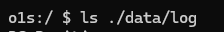 o1s:/ $ ls ./data/log